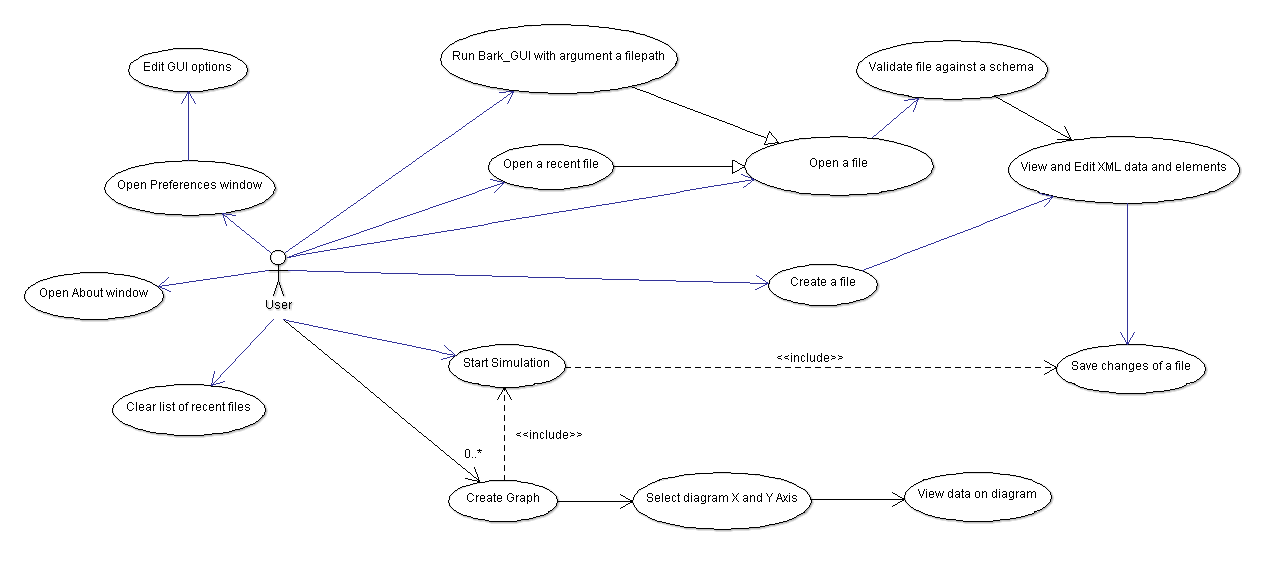 Run Bark_GUI with argument a filepath
Edit GUI options
Validate file against a schema
Open a recent file
Open a file
View and Edit XML data and elements
Open Preferences window
Open About window
Create a file
User
Start Simulation
<<include>>
Save changes of a file
Clear list of recent files
<<include>>
0..*
Create Graph
Select diagram X and Y Axis
View data on diagram